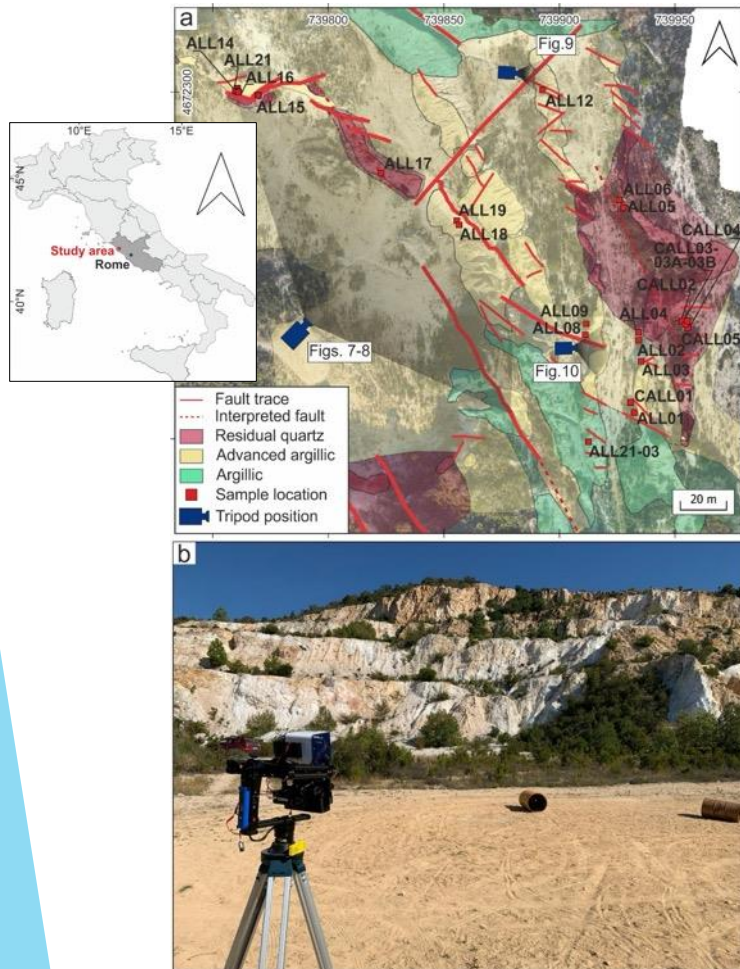 a
739800
739850
739900
739950
4672300
Fig.9
ALL14
ALL21
ALL16
ALL15
ALL12
ALL17
ALL06
ALL05
ALL19
ALL18
CALL04
CALL03-
03A-03B
CALL02
ALL09
ALL08
ALL04
CALL05
ALL02
ALL03
CALL01
ALL01
ALL21-03
Figs. 7-8
Fig.10
10°E
15°E
45°N
40°N
Study area
Rome
Fault trace
Interpreted fault
Residual quartz
Advanced argillic
Argillic
Sample location
Tripod position
20 m
b